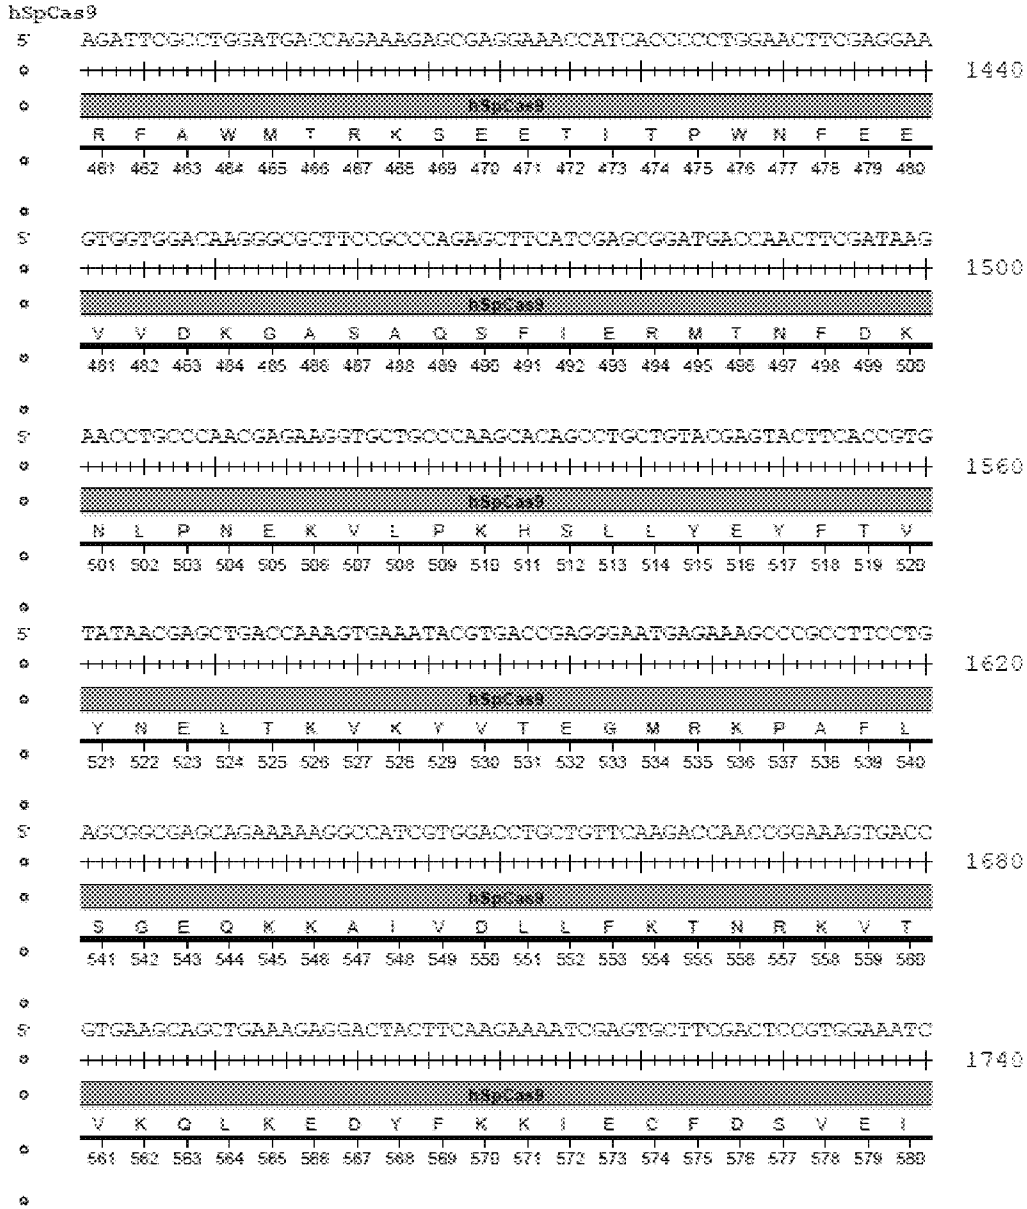 hSpCas9
5' AGATTCGCCTGGATGACCAGAAAGAGCGAGGAAACCATCACCCCCTGGAACTTCGAGGAA
1440
hSpCas9
R F A W M T R K S E E T I T P W N F E E
461 462 463 464 465 466 467 468 469 470 471 472 473 474 475 476 477 478 479 480
5' GTGGTGGACAAGGGCGCTTCCGCCCAGAGCTTCATCGAGCGGATGACCAACTTCGATAAG
1500
hSpCas9
V V D K G A S A Q S F I E R M T N F D K
481 482 483 484 485 486 487 488 489 490 491 492 493 494 495 496 497 498 499 500
5' AACCTGCCCAACGAGAAGGTGCTGCCCAAGCACAGCCTGCTGTACGAGTACTTCACCGTG
1560
hSpCas9
N L P N E K V L P K H S L L Y E Y F T V
501 502 503 504 505 506 507 508 509 510 511 512 513 514 515 516 517 518 519 520
5' TATAACGAGCTGACCAAAGTGAAATACGTGACCGAGGGAATGAGAAAGCCCGCCTTCCTG
1620
hSpCas9
Y N E L T K V K Y V T E G M R K P A F L
521 522 523 524 525 526 527 528 529 530 531 532 533 534 535 536 537 538 539 540
5' AGCGGCGAGCAGAAAAAGGCCATCGTGGACCTGCTGTTCAAGACCAACCGGAAAGTGACC
1680
hSpCas9
S G E Q K K A I V D L L F K T N R K V T
541 542 543 544 545 546 547 548 549 550 551 552 553 554 555 556 557 558 559 560
5' GTGAAGCAGCTGAAAGAGGACTACTTCAAGAAAATCGAGTGCTTCGACTCCGTGGAAATC
1740
hSpCas9
V K Q L K E D Y F K K I E C F D S V E I
561 562 563 564 565 566 567 568 569 570 571 572 573 574 575 576 577 578 579 580